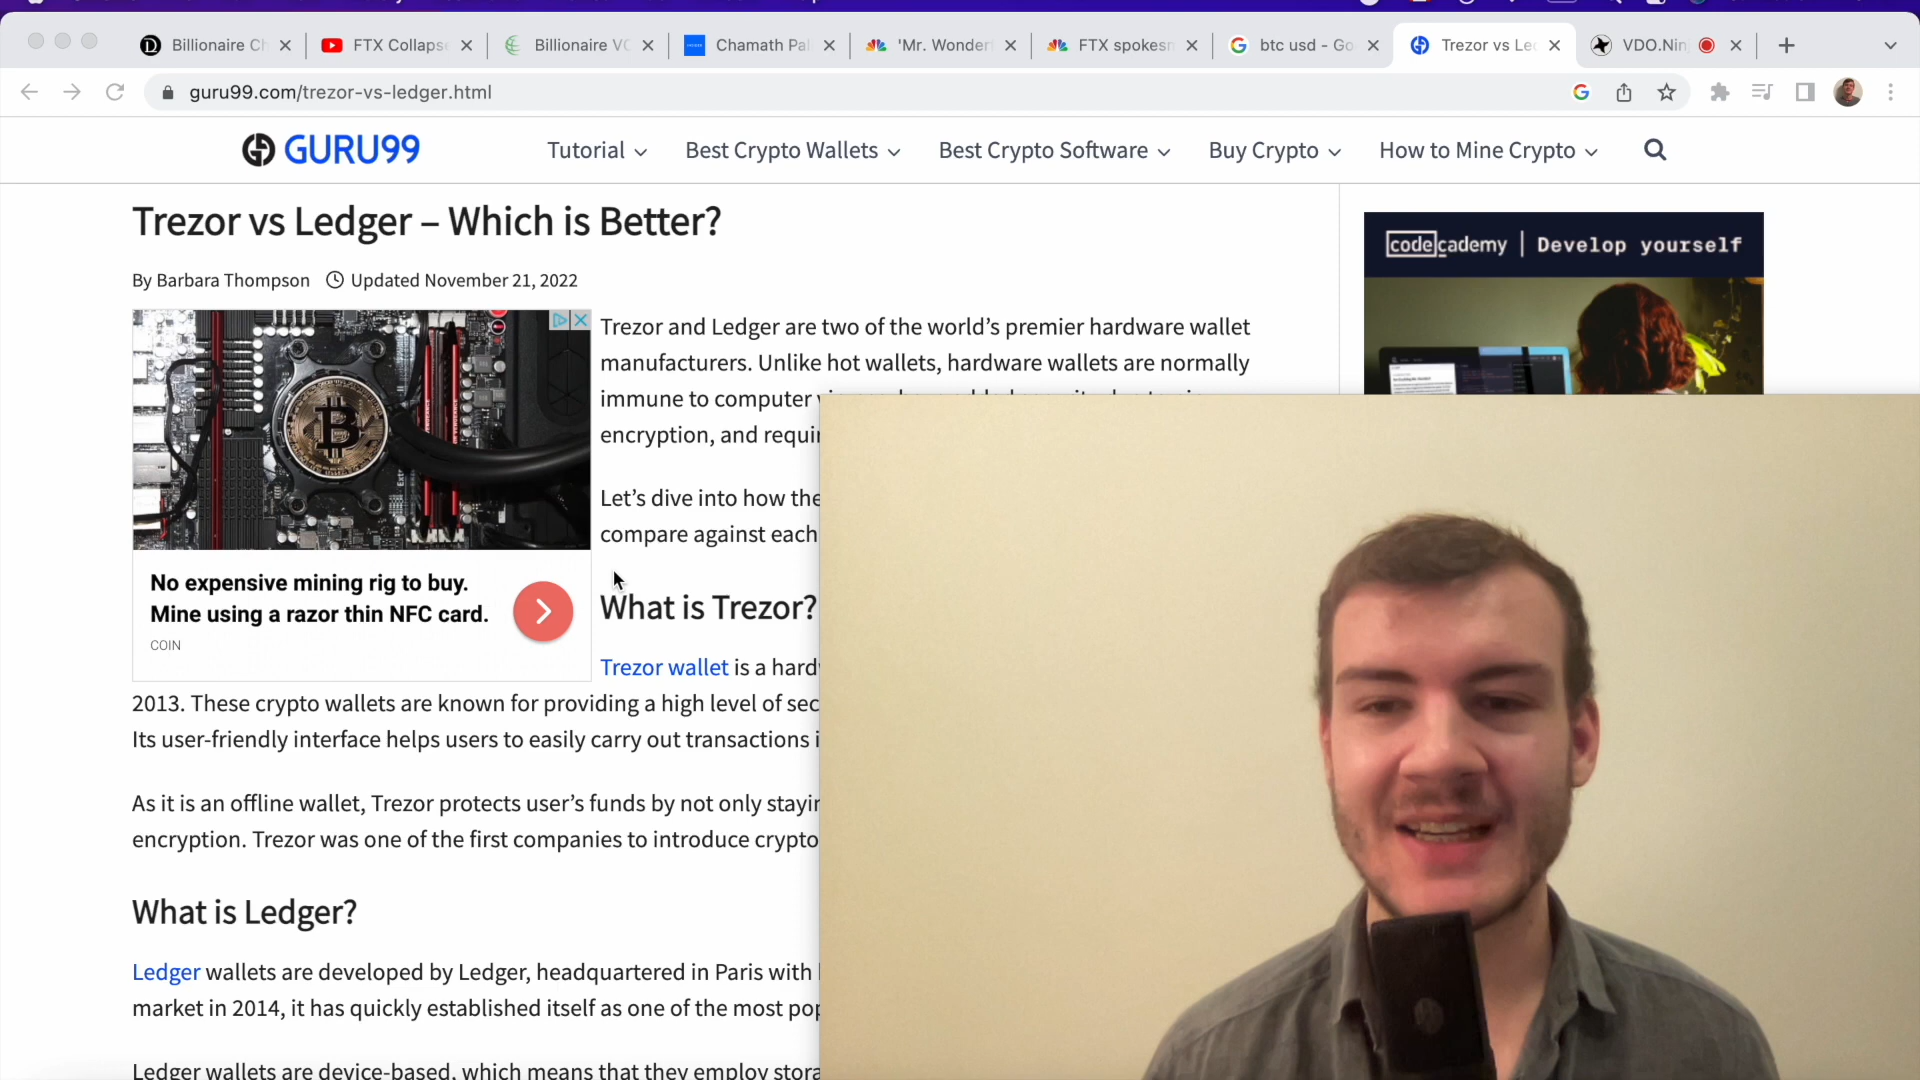 Billionaire Ch
FTX Collapse
Billionaire VC
Chamath Pal
'Mr. Wonder
FTX spokesn
btc usd - Go
Trezor vs Led
VDO.Nin
guru99.com/trezor-vs-ledger.html
GURU99
Tutorial
Best Crypto Wallets
Best Crypto Software
Buy Crypto
How to Mine Crypto
Trezor vs Ledger – Which is Better?
By Barbara Thompson Updated November 21, 2022
codecademy | Develop yourself
Trezor and Ledger are two of the world's premier hardware wallet
manufacturers. Unlike hot wallets, hardware wallets are normally
immune to computer
encryption, and requir
Let's dive into how the
compare against each
No expensive mining rig to buy.
Mine using a razor thin NFC card.
COIN
What is Trezor?
Trezor wallet is a hardw
2013. These crypto wallets are known for providing a high level of sec
Its user-friendly interface helps users to easily carry out transactions i
As it is an offline wallet, Trezor protects user's funds by not only stayin
encryption. Trezor was one of the first companies to introduce crypto
What is Ledger?
Ledger wallets are developed by Ledger, headquartered in Paris with
market in 2014, it has quickly established itself as one of the most pop
Ledger wallets are device-based, which means that they employ stora